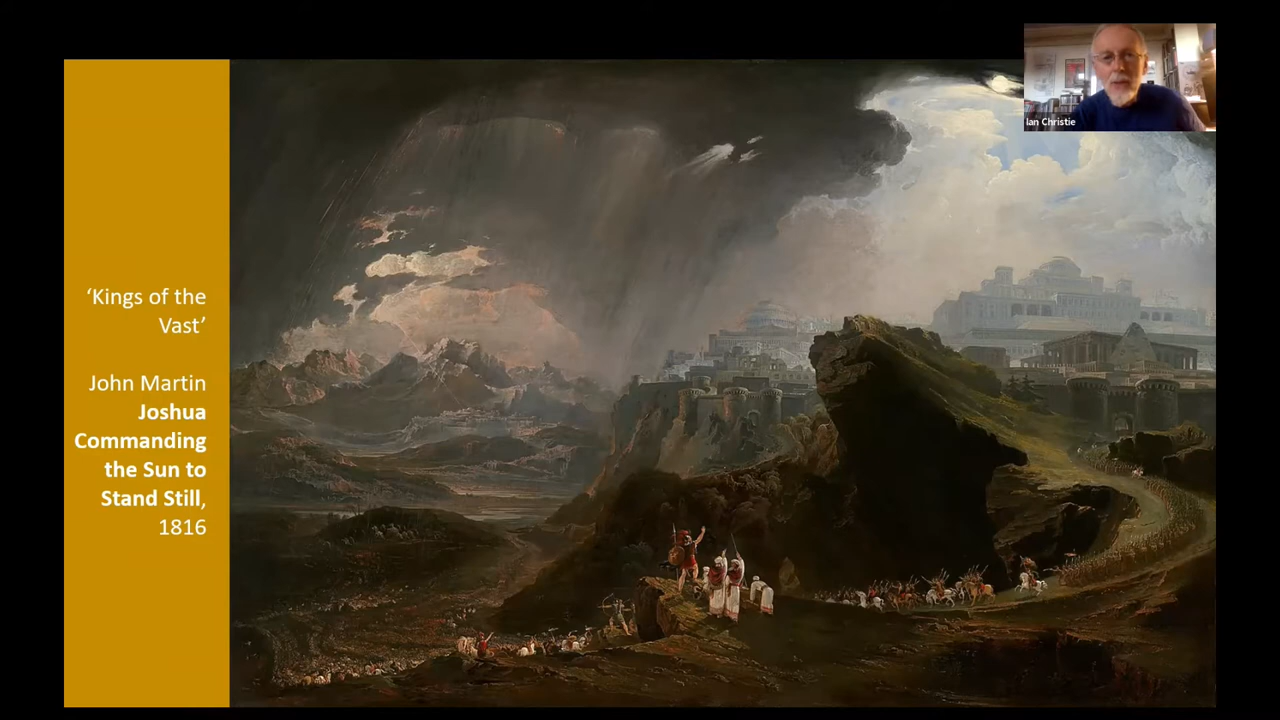 ‘Kings of the
Vast’
John Martin
Joshua
Commanding
the Sun to
Stand Still,
1816
Ian Christie